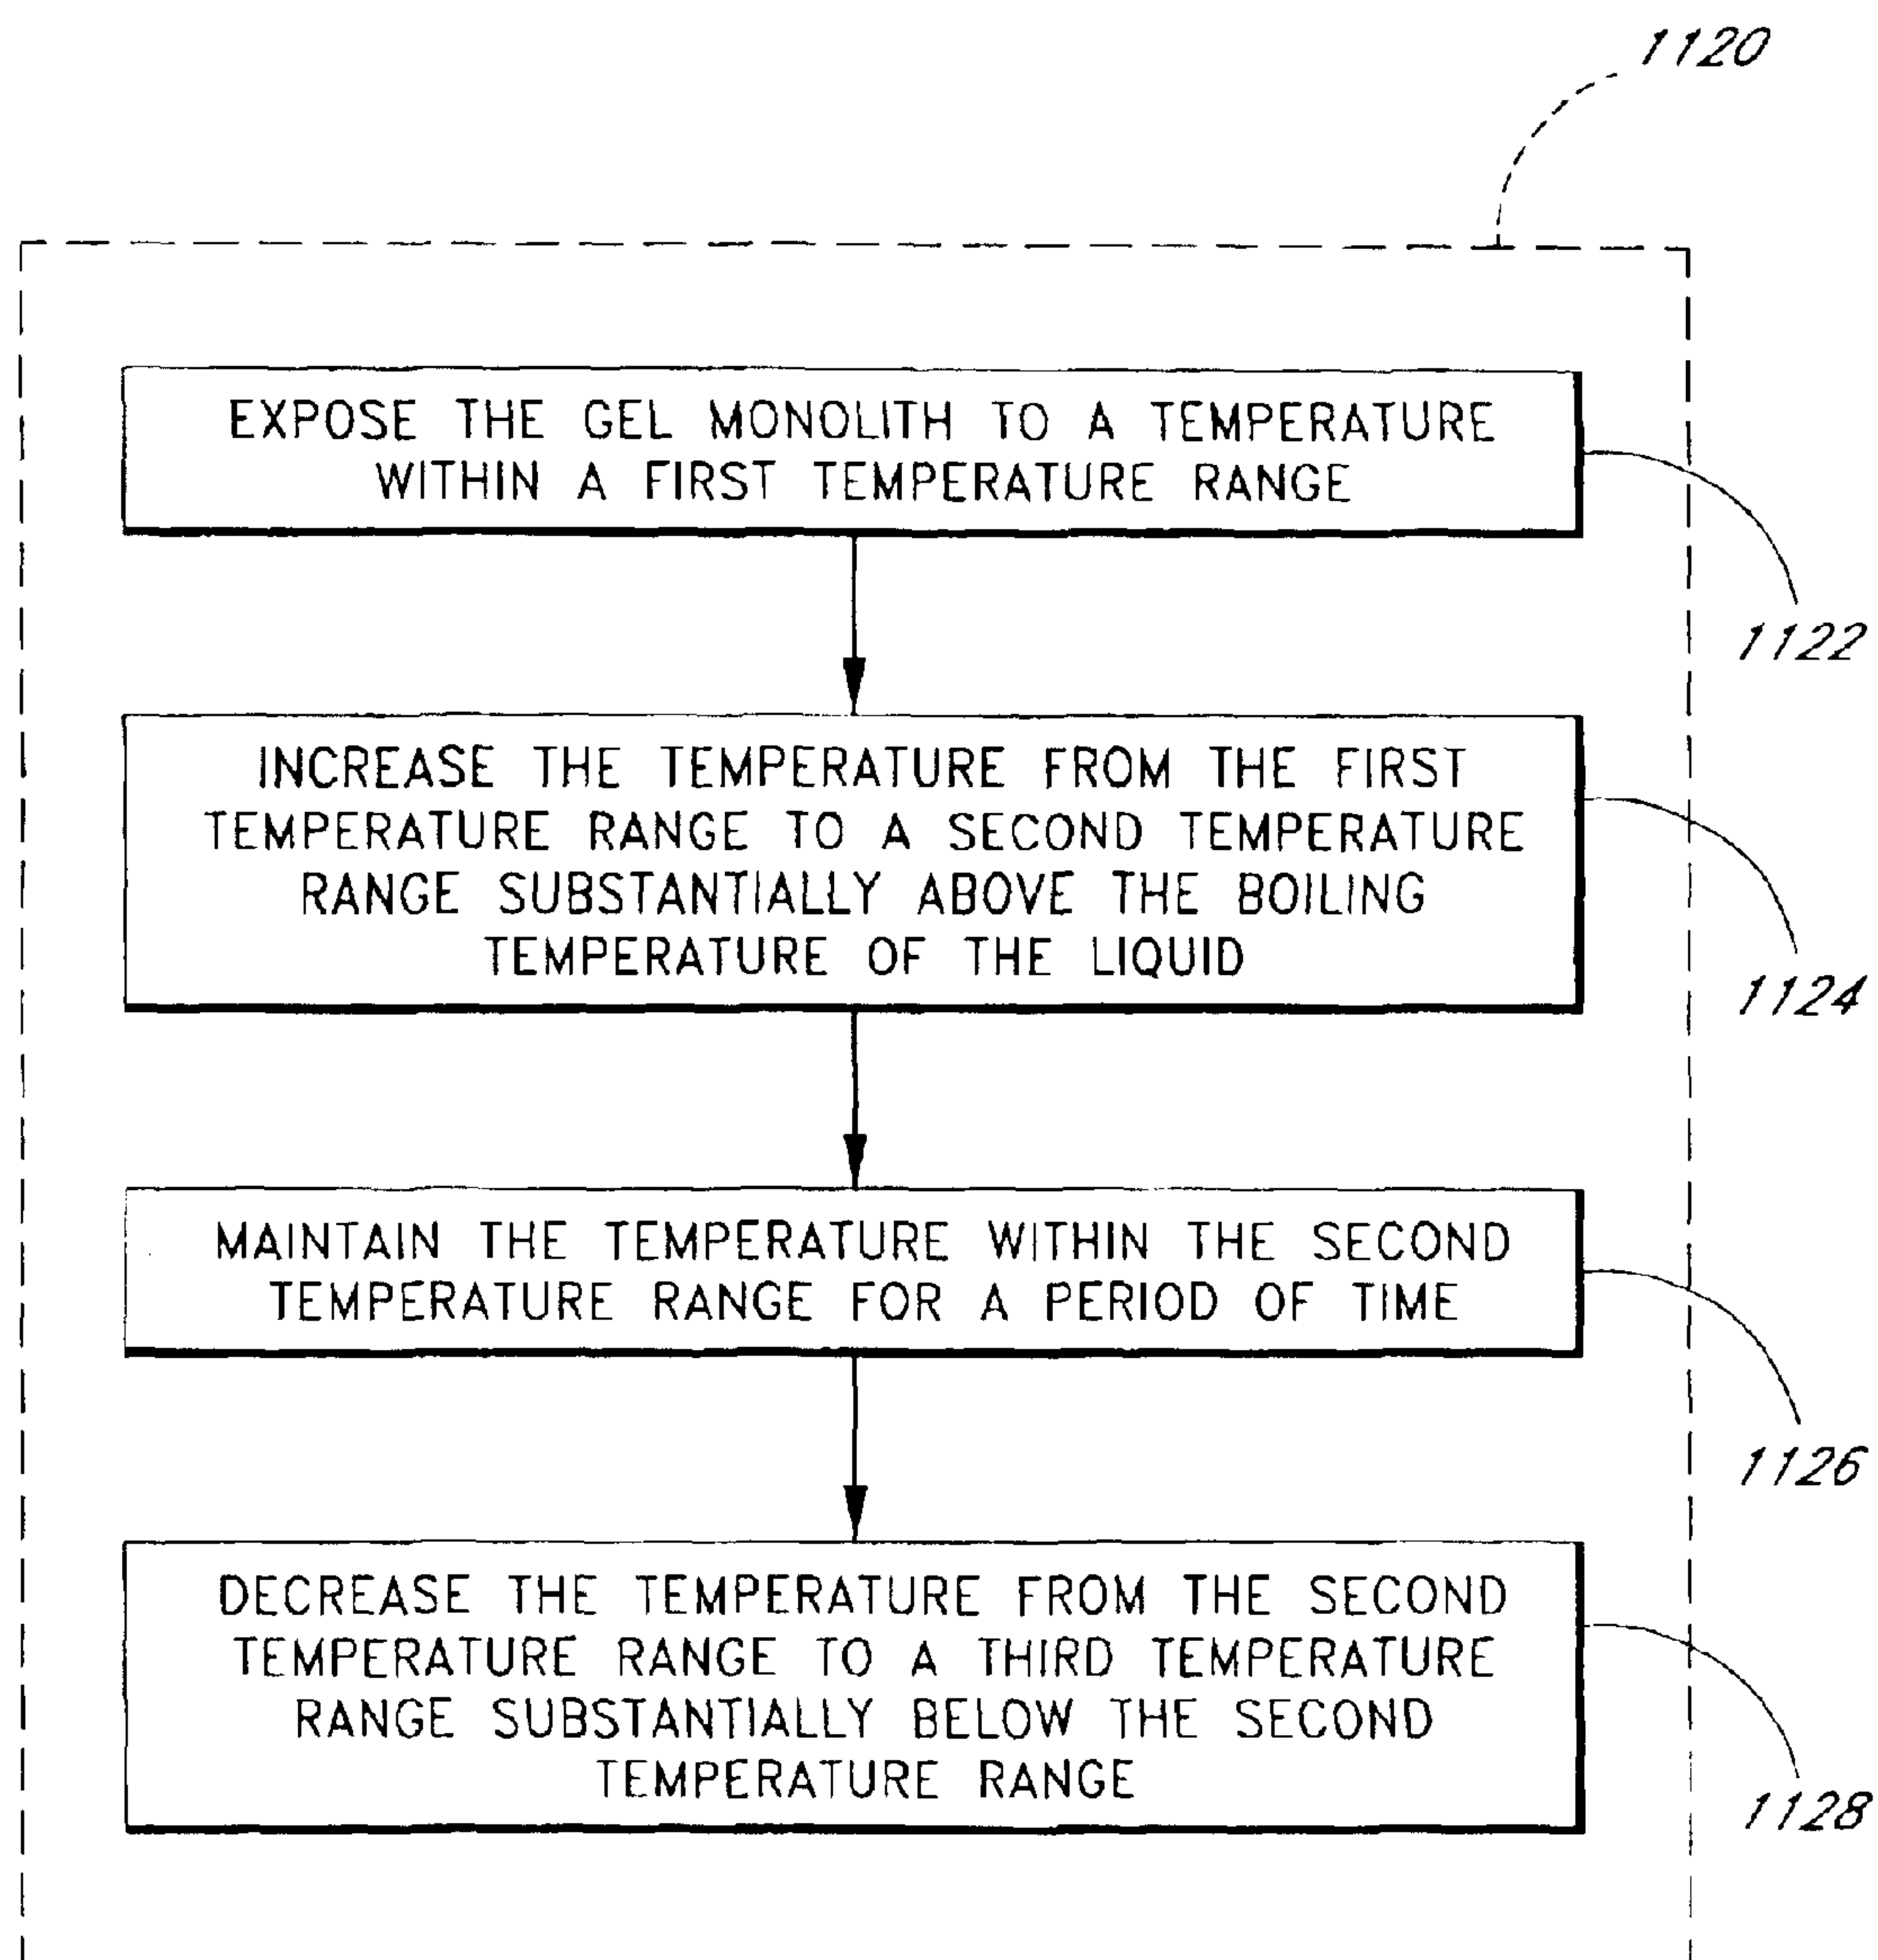 1120
EXPOSE THE GEL MONOLITH TO A TEMPERATURE
WITHIN A FIRST TEMPERATURE RANGE
1122
INCREASE THE TEMPERATURE FROM THE FIRST
TEMPERATURE RANGE TO A SECOND TEMPERATURE
RANGE SUBSTANTIALLY ABOVE THE BOILING
TEMPERATURE OF THE LIQUID
1124
MAINTAIN THE TEMPERATURE WITHIN THE SECOND
TEMPERATURE RANGE FOR A PERIOD OF TIME
1126
DECREASE THE TEMPERATURE FROM THE SECOND
TEMPERATURE RANGE TO A THIRD TEMPERATURE
RANGE SUBSTANTIALLY BELOW THE SECOND
TEMPERATURE RANGE
1128